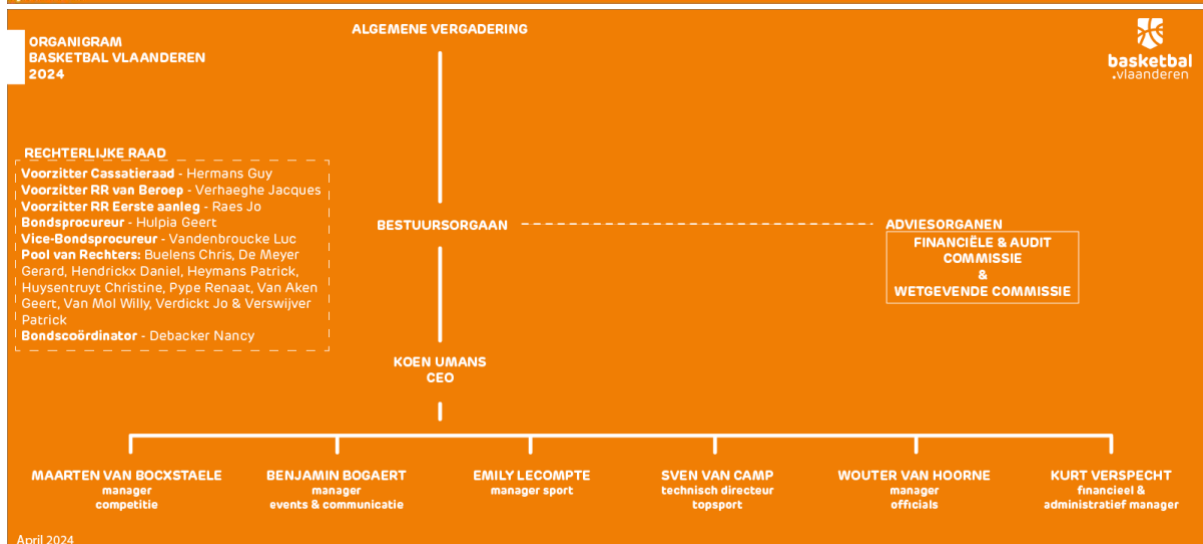 ORGANIGRAM
BASKETBAL VLAANDEREN
2024
ALGEMENE VERGADERING
basketbal
.vlaanderen
RECHTERLIJKE RAAD
Voorzitter Cassatieraad - Hermans Guy
Voorzitter RR van Beroep - Verhaeghe Jacques
Voorzitter RR Eerste aanleg - Raes Jo
Bondsprocureur - Hulpia Geert
Vice-Bondsprocureur - Vandenbroucke Luc
Pool van Rechters: Buelens Chris, De Meyer
Gerard, Hendrickx Daniel, Heymans Patrick,
Huysentruyt Christine, Pype Renaat, Van Aken
Geert, Van Mol Willy, Verdickt Jo & Verswijver
Patrick
Bondscoördinator - Debacker Nancy
BESTUURSORGAAN
ADVIESORGANEN
FINANCIËLE & AUDIT
COMMISSIE
&
WETGEVENDE COMMISSIE
KOEN UMANS
CEO
MAARTEN VAN BOCXSTAELE
manager
competitie
BENJAMIN BOGAERT
manager
events & communicatie
EMILY LECOMPTE
manager sport
SVEN VAN CAMP
technisch directeur
topsport
WOUTER VAN HOORNE
manager
officials
KURT VERSPECHT
financieel &
administratief manager
April 2024